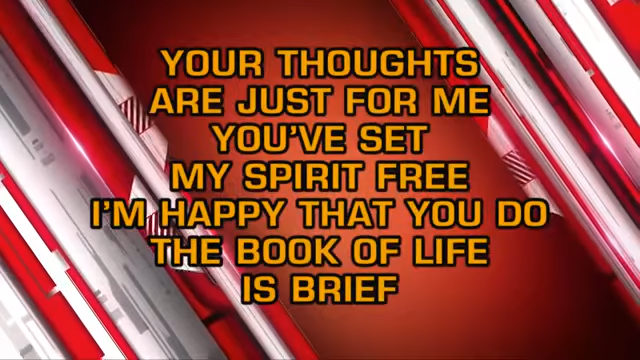 YOUR THOUGHTS
ARE JUST FOR ME
YOU'VE SET
MY SPIRIT FREE
I'M HAPPY THAT YOU DO
THE BOOK OF LIFE
IS BRIEF